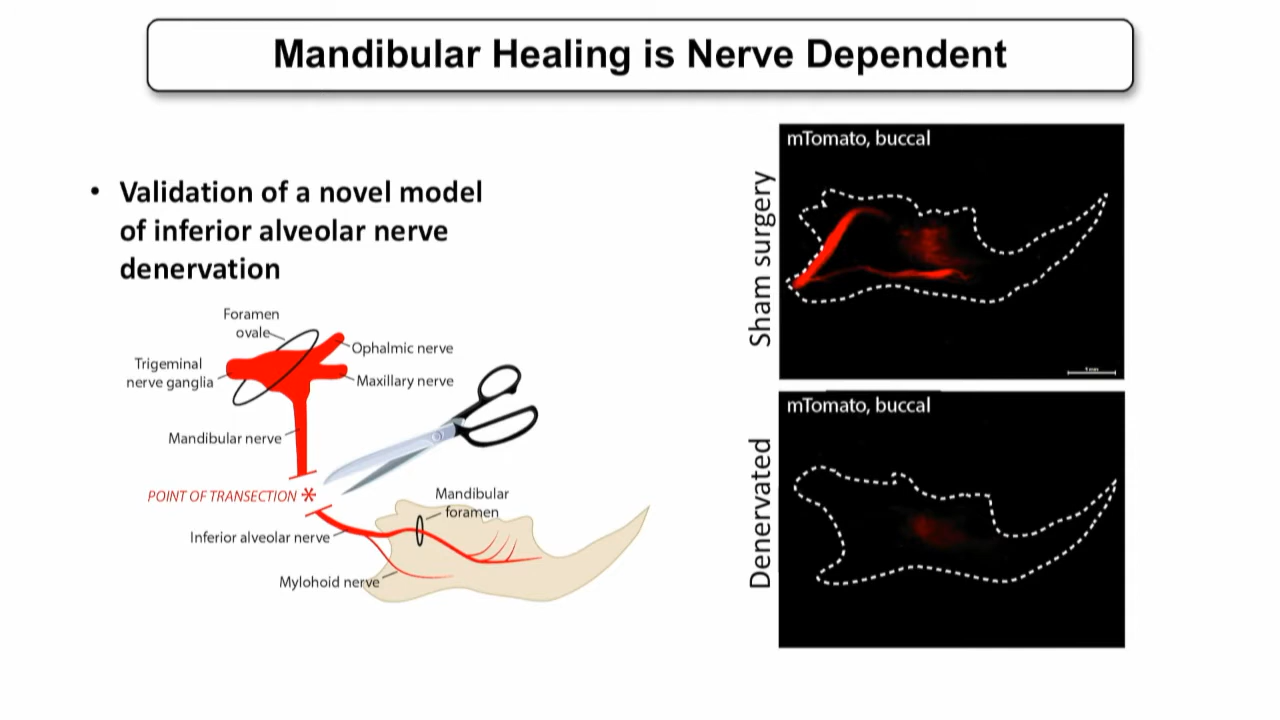 Mandibular Healing is Nerve Dependent
• Validation of a novel model
of inferior alveolar nerve
denervation
Foramen
ovale
Ophalmic nerve
Trigeminal
nerve ganglia
Maxillary nerve
Mandibular nerve
POINT OF TRANSECTION *
Mandibular
foramen
Inferior alveolar nerve
Mylohoid nerve
Sham surgery
mTomato, buccal
Denervated
mTomato, buccal